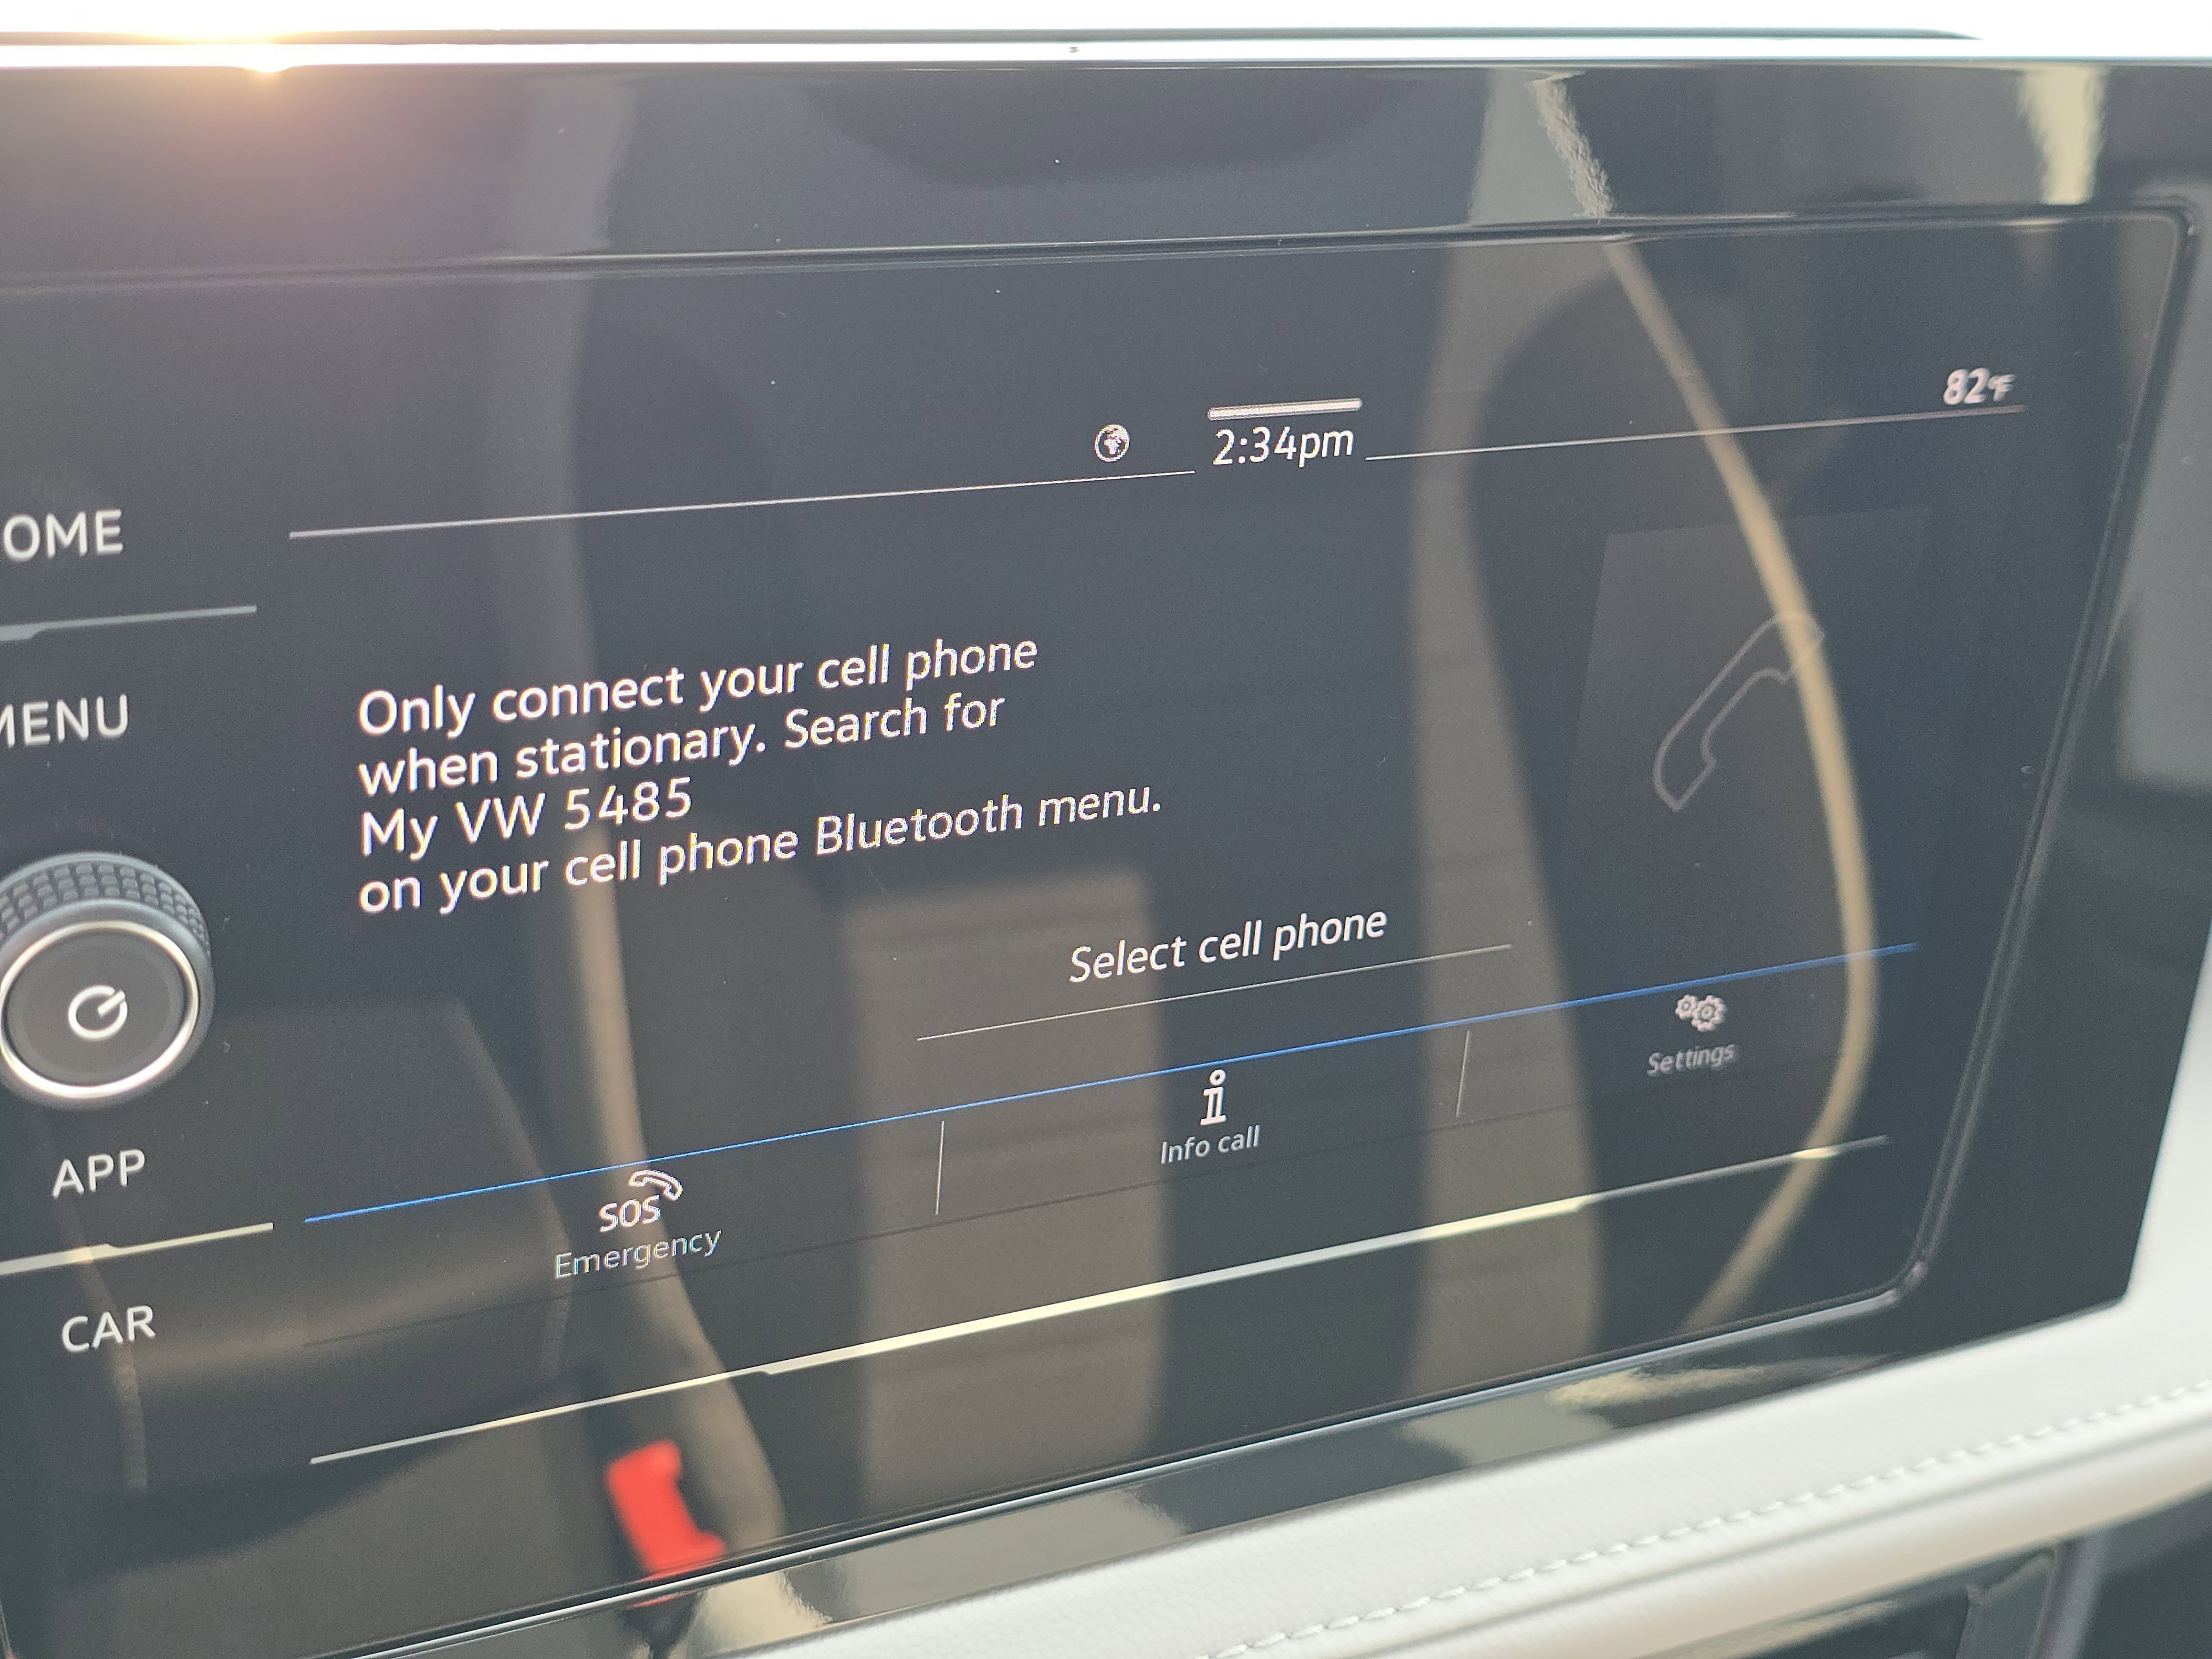 2:34pm
82°F
OME
MENU
Only connect your cell phone
when stationary. Search for
My VW 5485
on your cell phone Bluetooth menu.
Select cell phone
APP
CAR
SOS
Emergency
Info call
Settings